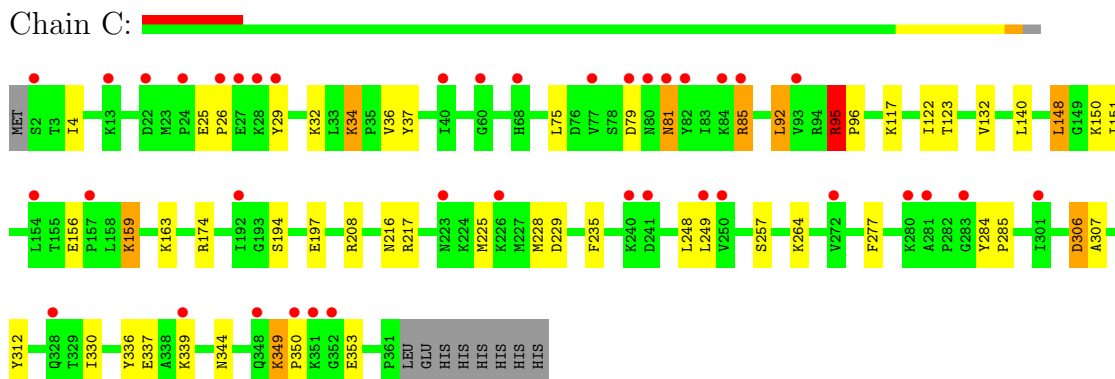 Chain C:
MET S2 T3 I4 K13 D22 M23 P24 E25 P26 E27 K28 Y29 K32 L33 K34 P35 V36 Y37 I40 G60 H68 L75 D76 V77 S78 D79 N80 N81 Y82 I83 K84 R85 L92 V93 R94 R95 P96 K117 I122 T123 V132 L140 L148 G149 K150 I151
L154 T155 E156 P157 L158 K159 K163 R174 I192 G193 S194 E197 R208 N216 R217 N223 K224 M225 K226 M227 M228 D229 F235 K240 D241 L248 L249 V250 S257 K264 V272 F277 K280 A281 P282 G283 Y284 P285 I301 D306 A307
Y312 Q328 T329 I330 Y336 E337 A338 K339 N344 Q348 K349 P350 K351 G352 E353 P361 LEU GLU HIS HIS HIS HIS HIS HIS